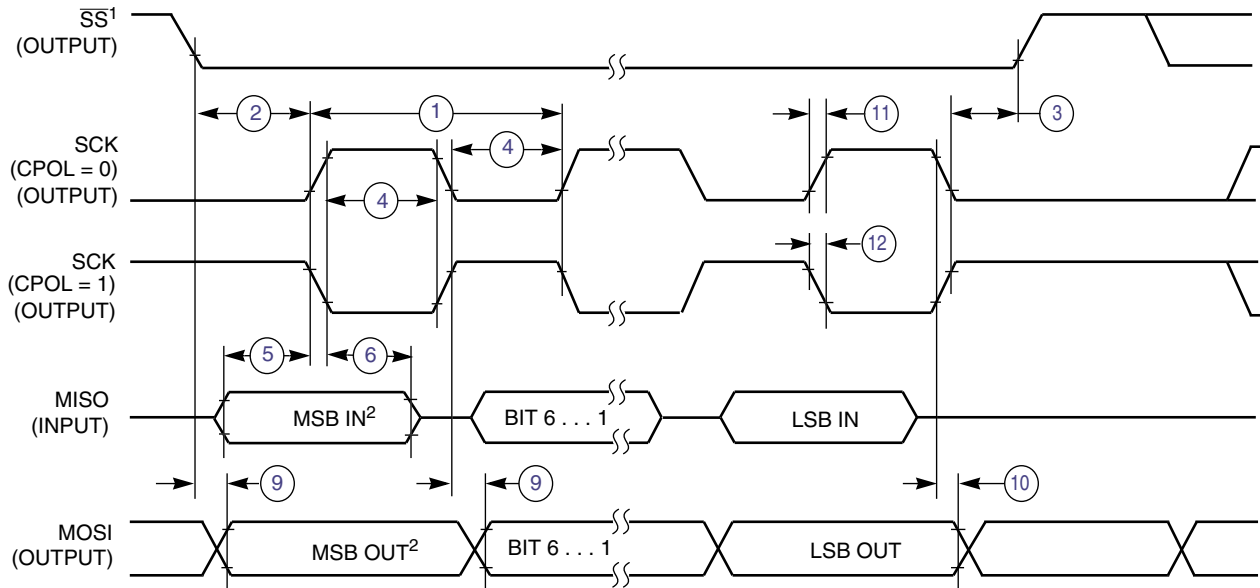 SS¹
(OUTPUT)
2
1
11
3
SCK
(CPOL = 0)
(OUTPUT)
4
4
12
SCK
(CPOL = 1)
(OUTPUT)
5
6
MISO
(INPUT)
MSB IN²
BIT 6 . . . 1
LSB IN
9
9
10
MOSI
(OUTPUT)
MSB OUT²
BIT 6 . . . 1
LSB OUT